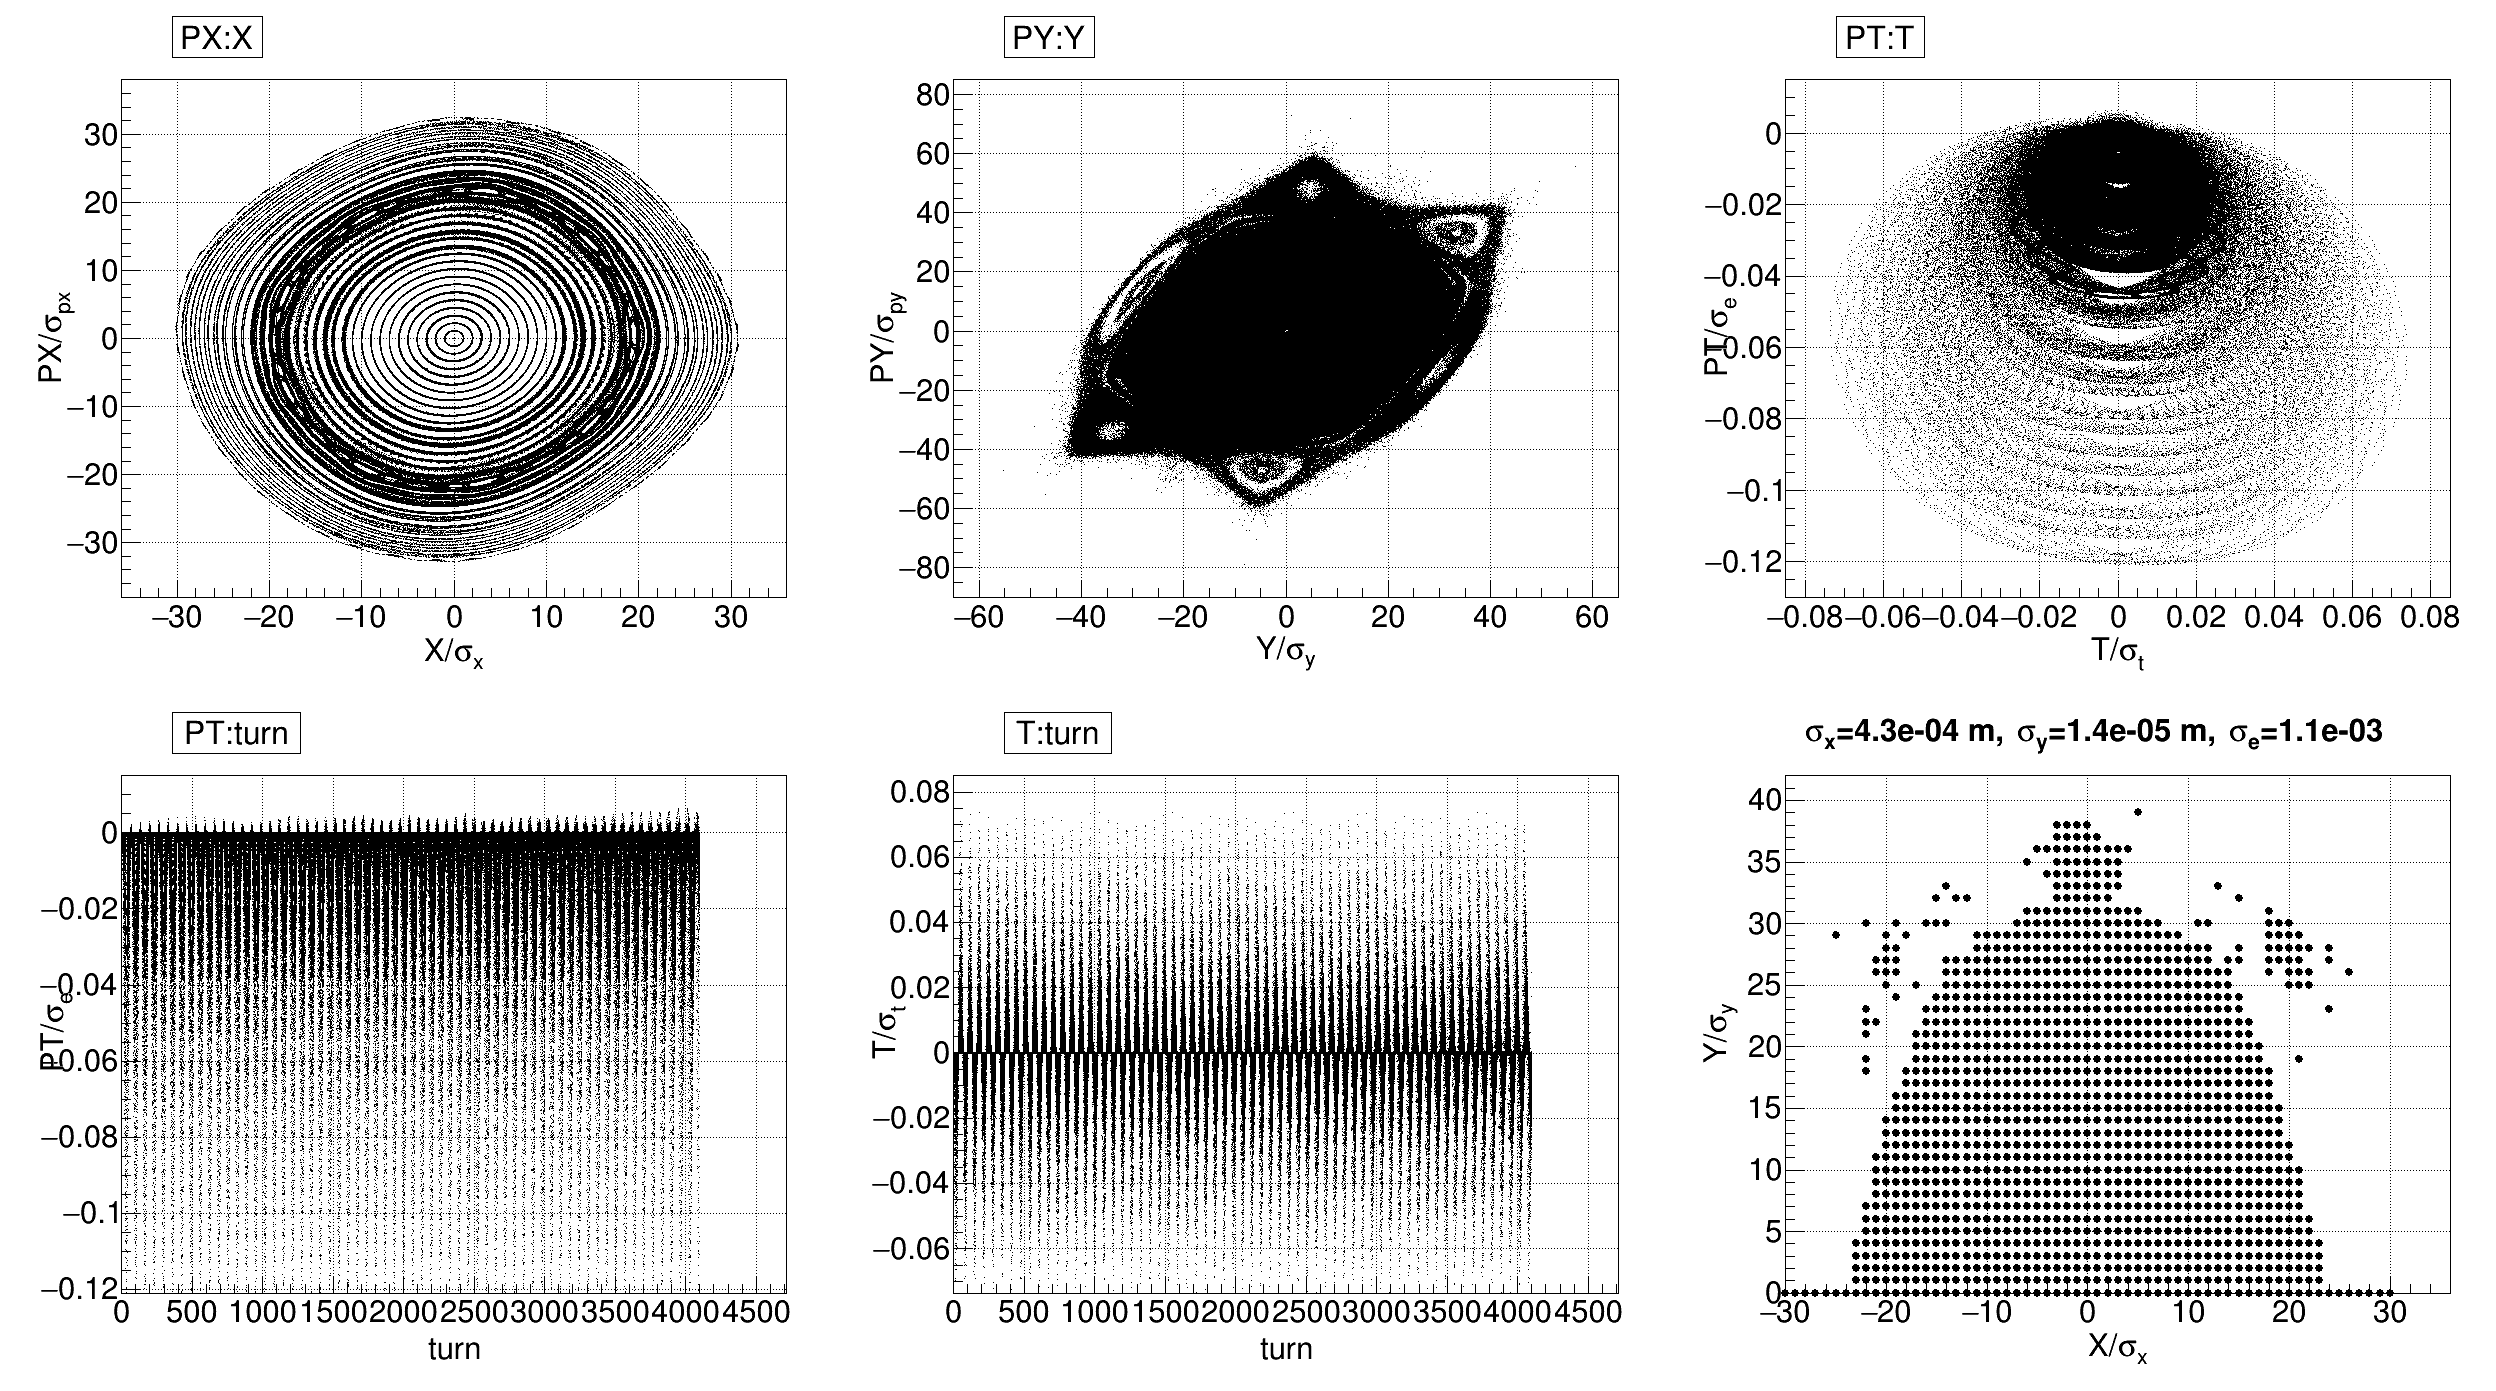 PX:X
PX/σpx
30
20
10
0
−10
−20
−30
−30 −20 −10 0 10 20 30
X/σx
PY:Y
PY/σpy
80
60
40
20
0
−20
−40
−60
−80
−60 −40 −20 0 20 40 60
Y/σy
PT:T
PT/σe
0
−0.02
−0.04
−0.06
−0.08
−0.1
−0.12
−0.08 −0.06 −0.04 −0.02 0 0.02 0.04 0.06 0.08
T/σt
PT:turn
PT/σe
0
−0.02
−0.04
−0.06
−0.08
−0.1
−0.12
0 500 1000 1500 2000 2500 3000 3500 4000 4500
turn
T:turn
T/σt
0.08
0.06
0.04
0.02
0
−0.02
−0.04
−0.06
0 500 1000 1500 2000 2500 3000 3500 4000 4500
turn
σx=4.3e-04 m, σy=1.4e-05 m, σe=1.1e-03
Y/σy
40
35
30
25
20
15
10
5
0
−30 −20 −10 0 10 20 30
X/σx